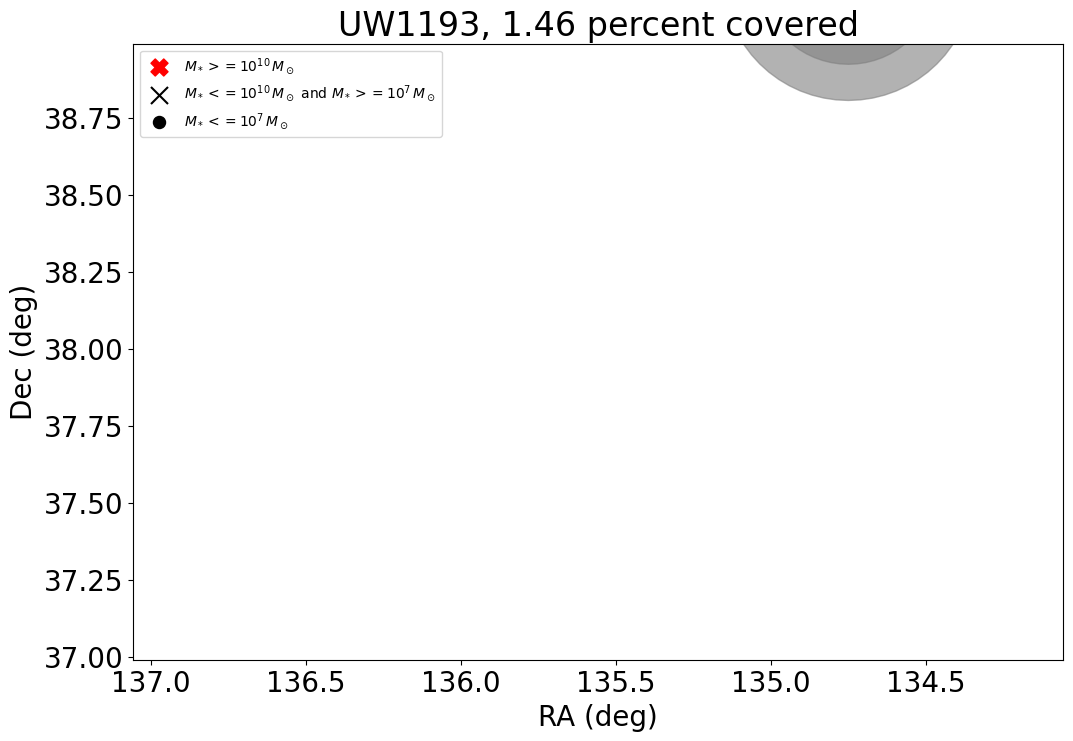 UW1193, 1.46 percent covered
M* >= 10^10 M⊙
M* <= 10^10 M⊙ and M* >= 10^7 M⊙
M* <= 10^7 M⊙
38.75
38.50
38.25
38.00
37.75
37.50
37.25
37.00
Dec (deg)
137.0 136.5 136.0 135.5 135.0 134.5
RA (deg)